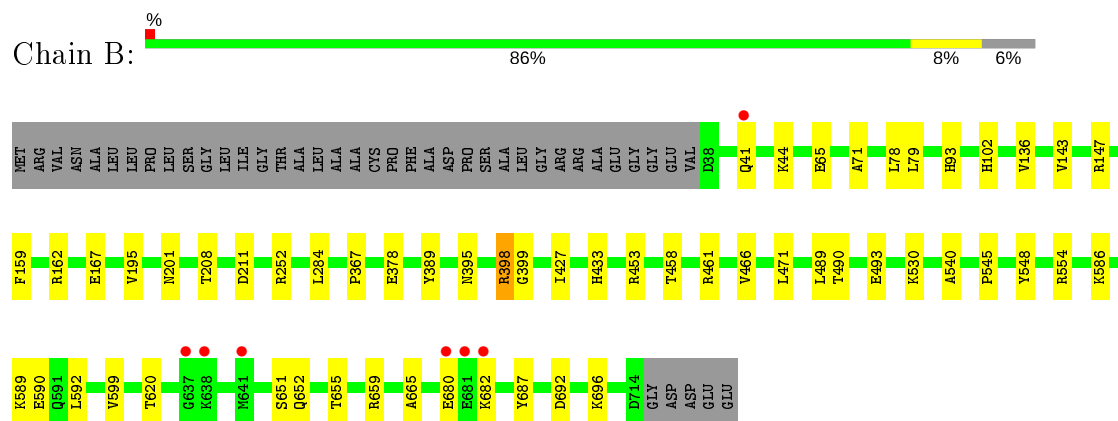 %
Chain B:
86% 8% 6%
MET ARG VAL ASN ALA LEU LEU PRO LEU SER GLY LEU ILE GLY THR ALA LEU ALA ALA CYS PRO PHE ALA ASP PRO SER ALA LEU GLY ARG ARG ALA GLU GLY GLY GLU VAL D38 Q41 K44 E65 A71 L78 L79 H93 H102 V136 V143 R147
F159 R162 E167 V195 N201 T208 D211 R252 L284 P367 E378 Y389 N395 R398 G399 I427 H433 R453 T458 R461 V466 L471 L489 T490 E493 K530 A540 P545 Y548 R554 K586
K589 E590 Q591 L592 V599 T620 G637 K638 M641 S651 Q652 T655 R659 A665 E680 E681 K682 Y687 D692 K696 D714 GLY ASP ASP GLU GLU